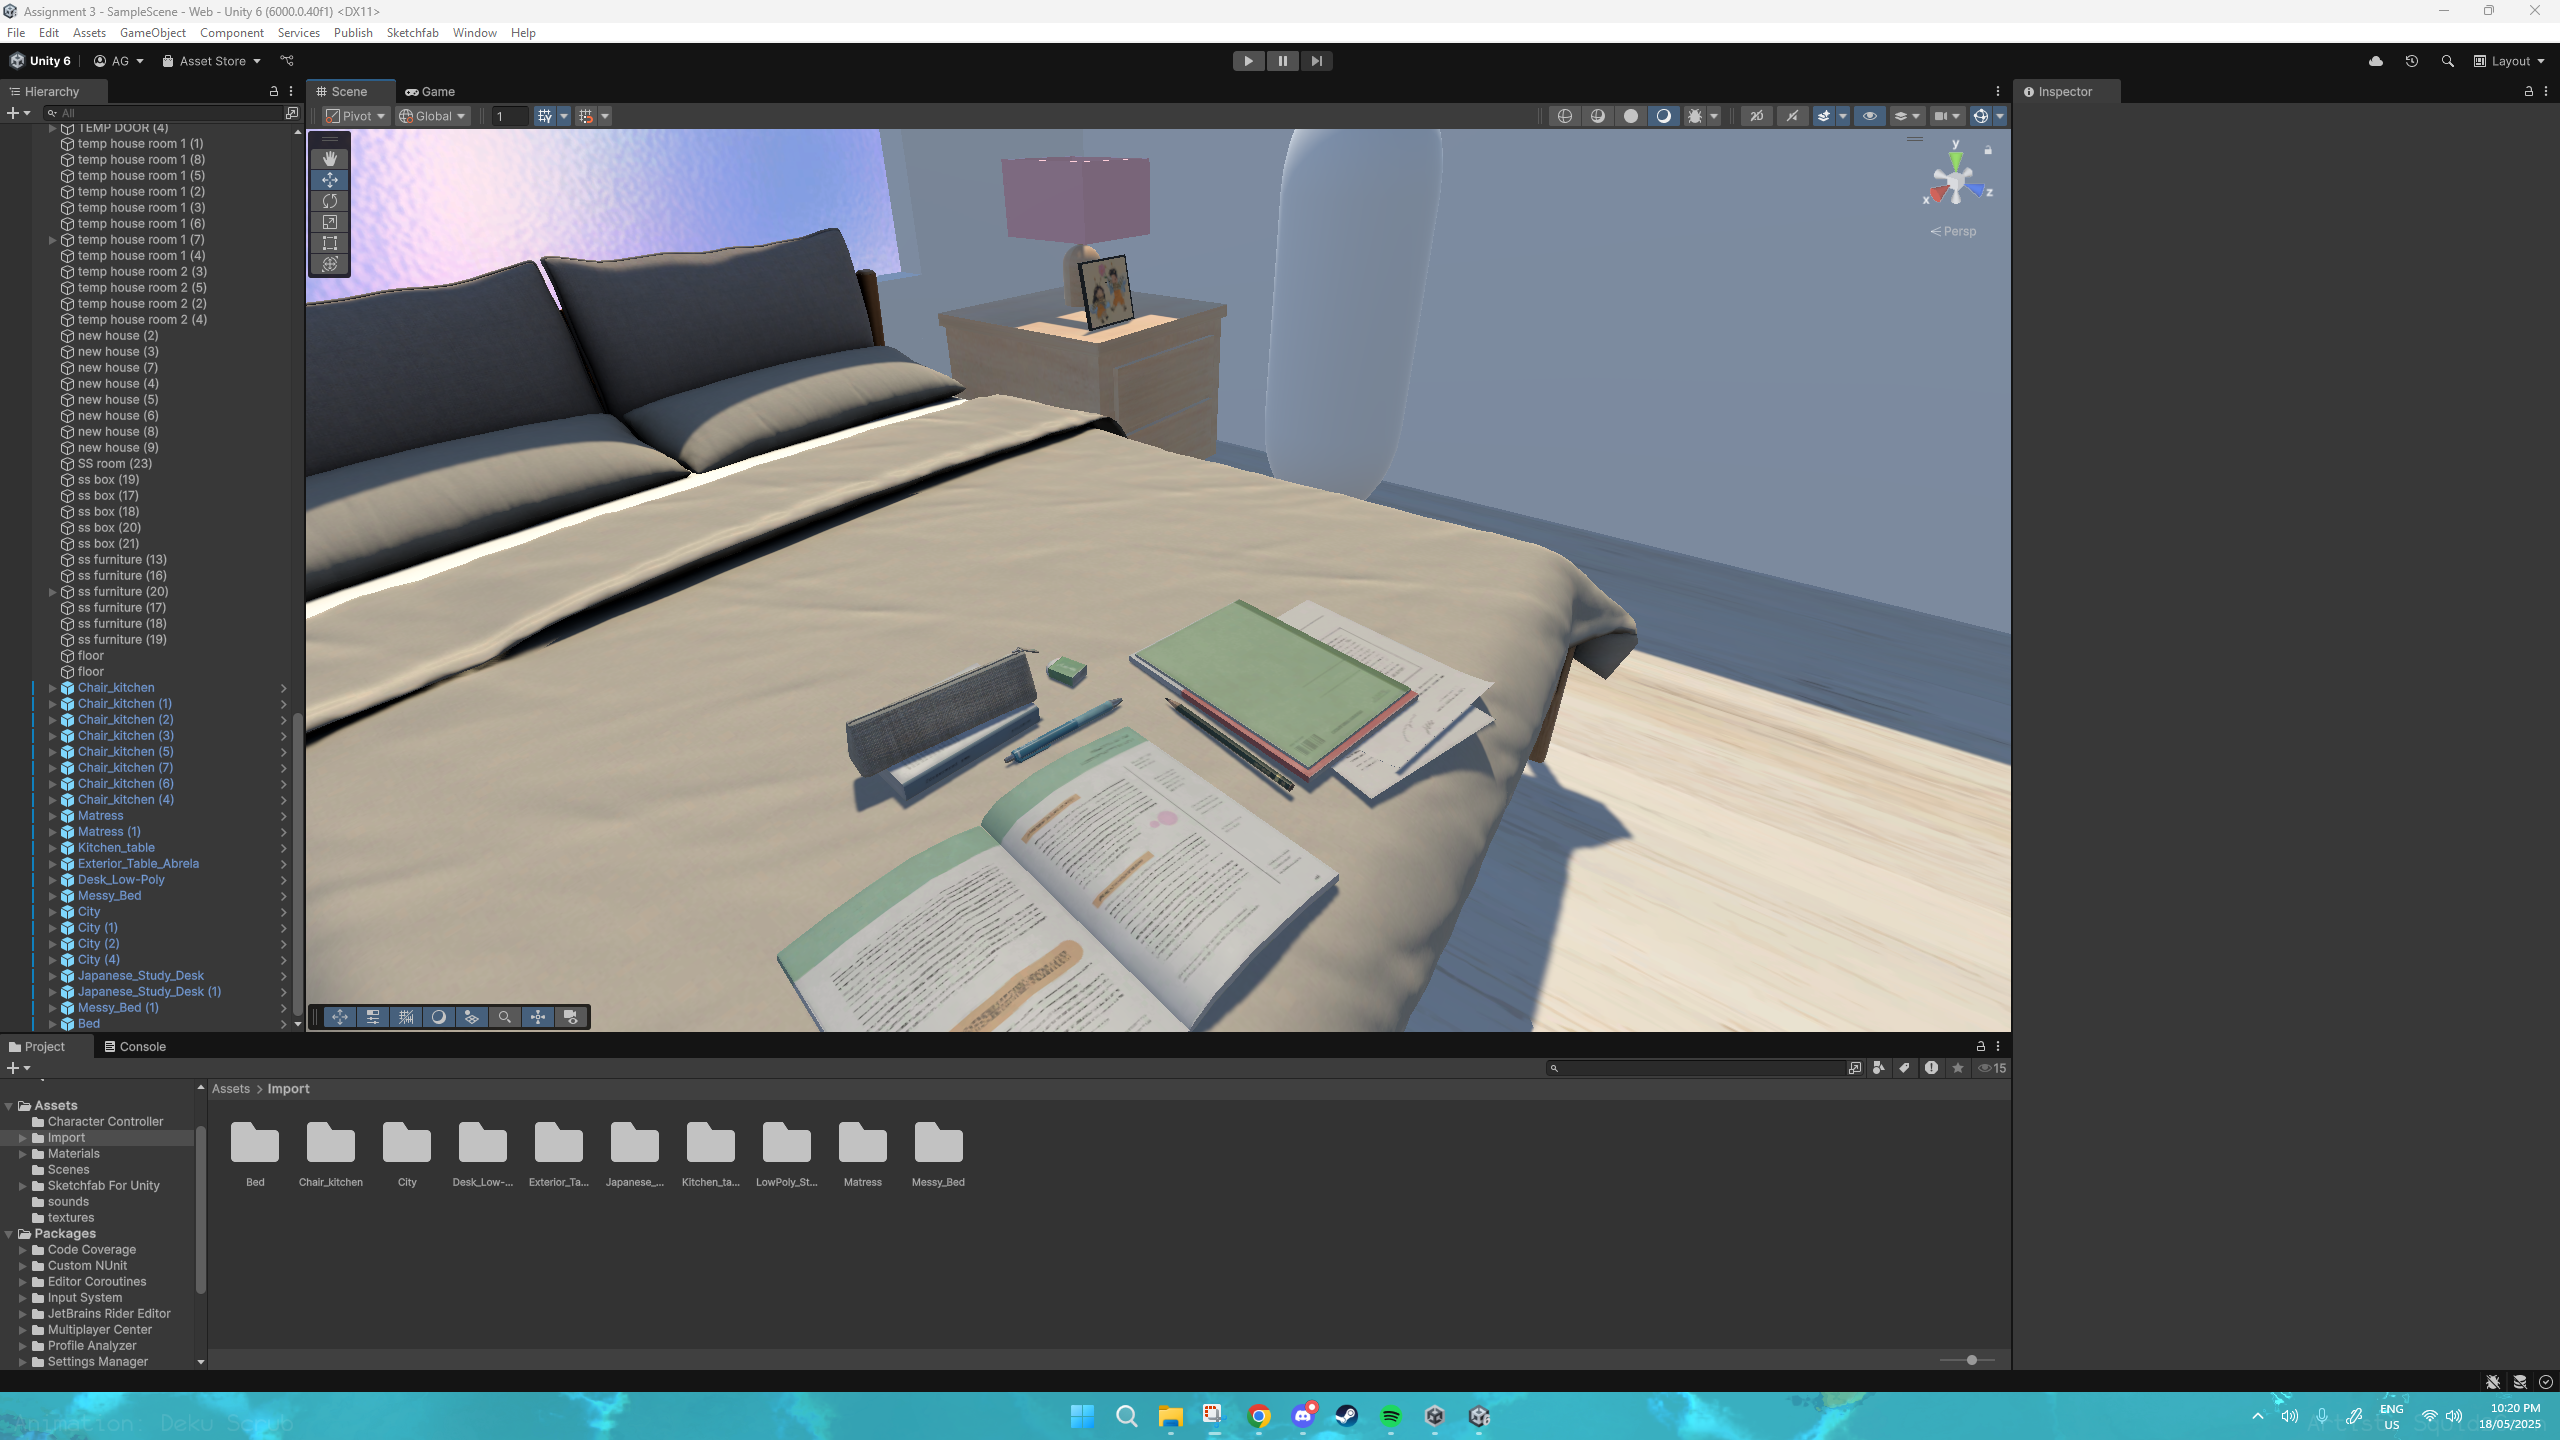 Assignment 3 - SampleScene - Web - Unity 6 (6000.0.40f1) <DX11>
File Edit Assets GameObject Component Services Publish Sketchfab Window Help
Unity 6 AG Asset Store Layout
Hierarchy Scene Game Inspector
All Pivot Global 1 2D
TEMP DOOR (4)
temp house room 1 (1)
temp house room 1 (8)
temp house room 1 (5)
temp house room 1 (2)
temp house room 1 (3)
temp house room 1 (6)
temp house room 1 (7)
temp house room 1 (4)
temp house room 2 (3)
temp house room 2 (5)
temp house room 2 (2)
temp house room 2 (4)
new house (2)
new house (3)
new house (7)
new house (4)
new house (5)
new house (6)
new house (8)
new house (9)
SS room (23)
ss box (19)
ss box (17)
ss box (18)
ss box (20)
ss box (21)
ss furniture (13)
ss furniture (16)
ss furniture (20)
ss furniture (17)
ss furniture (18)
ss furniture (19)
floor
floor
Chair_kitchen
Chair_kitchen (1)
Chair_kitchen (2)
Chair_kitchen (3)
Chair_kitchen (5)
Chair_kitchen (7)
Chair_kitchen (6)
Chair_kitchen (4)
Matress
Matress (1)
Kitchen_table
Exterior_Table_Abrela
Desk_Low-Poly
Messy_Bed
City
City (1)
City (2)
City (4)
Japanese_Study_Desk
Japanese_Study_Desk (1)
Messy_Bed (1)
Bed
y
x
z
Persp
Project Console
15
Assets > Import
Assets
Character Controller
Import
Materials
Scenes
Sketchfab For Unity
sounds
textures
Packages
Code Coverage
Custom NUnit
Editor Coroutines
Input System
JetBrains Rider Editor
Multiplayer Center
Profile Analyzer
Settings Manager
Bed Chair_kitchen City Desk_Low-... Exterior_Ta... Japanese_... Kitchen_ta... LowPoly_St... Matress Messy_Bed
Animation: Deku Scrub
ENG
US
10:20 PM
18/05/2025